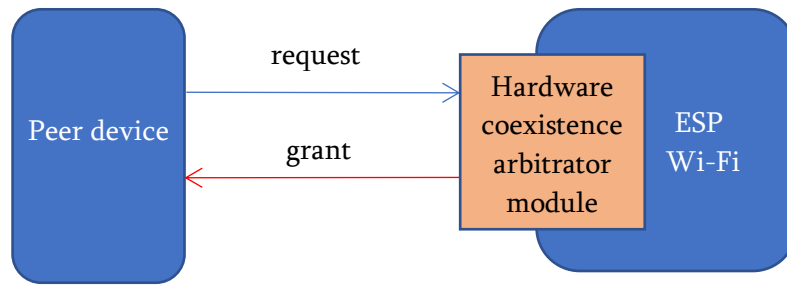 request
Peer device
grant
Hardware
coexistence
arbitrator
module
ESP
Wi-Fi